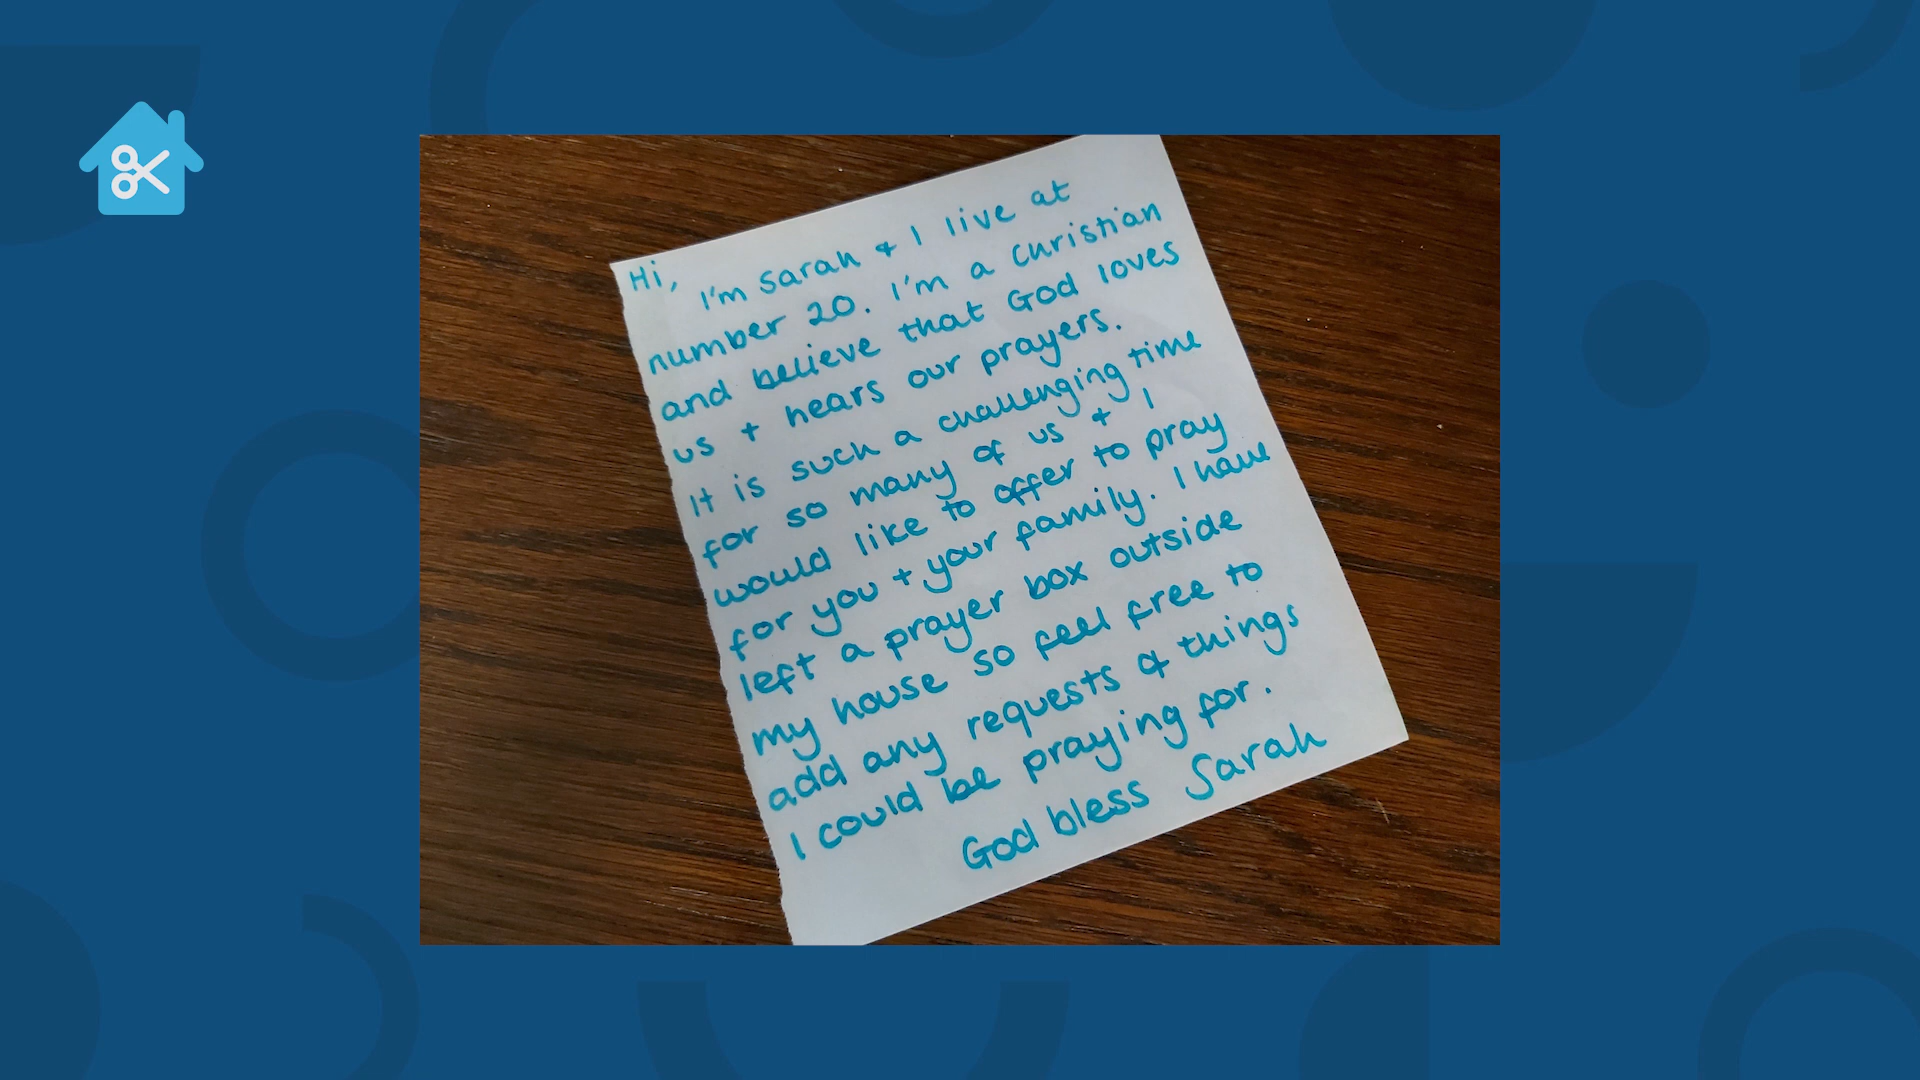 Hi,
I'm Sarah & I live at
number 20. I'm a Christian
and believe that God loves
us + hears our prayers.
It is such a challenging time
for so many of us & I
would like to offer to pray
for you + your family. I have
left a prayer box outside
my house so feel free to
add any requests of things
I could be praying for.
God bless Sarah